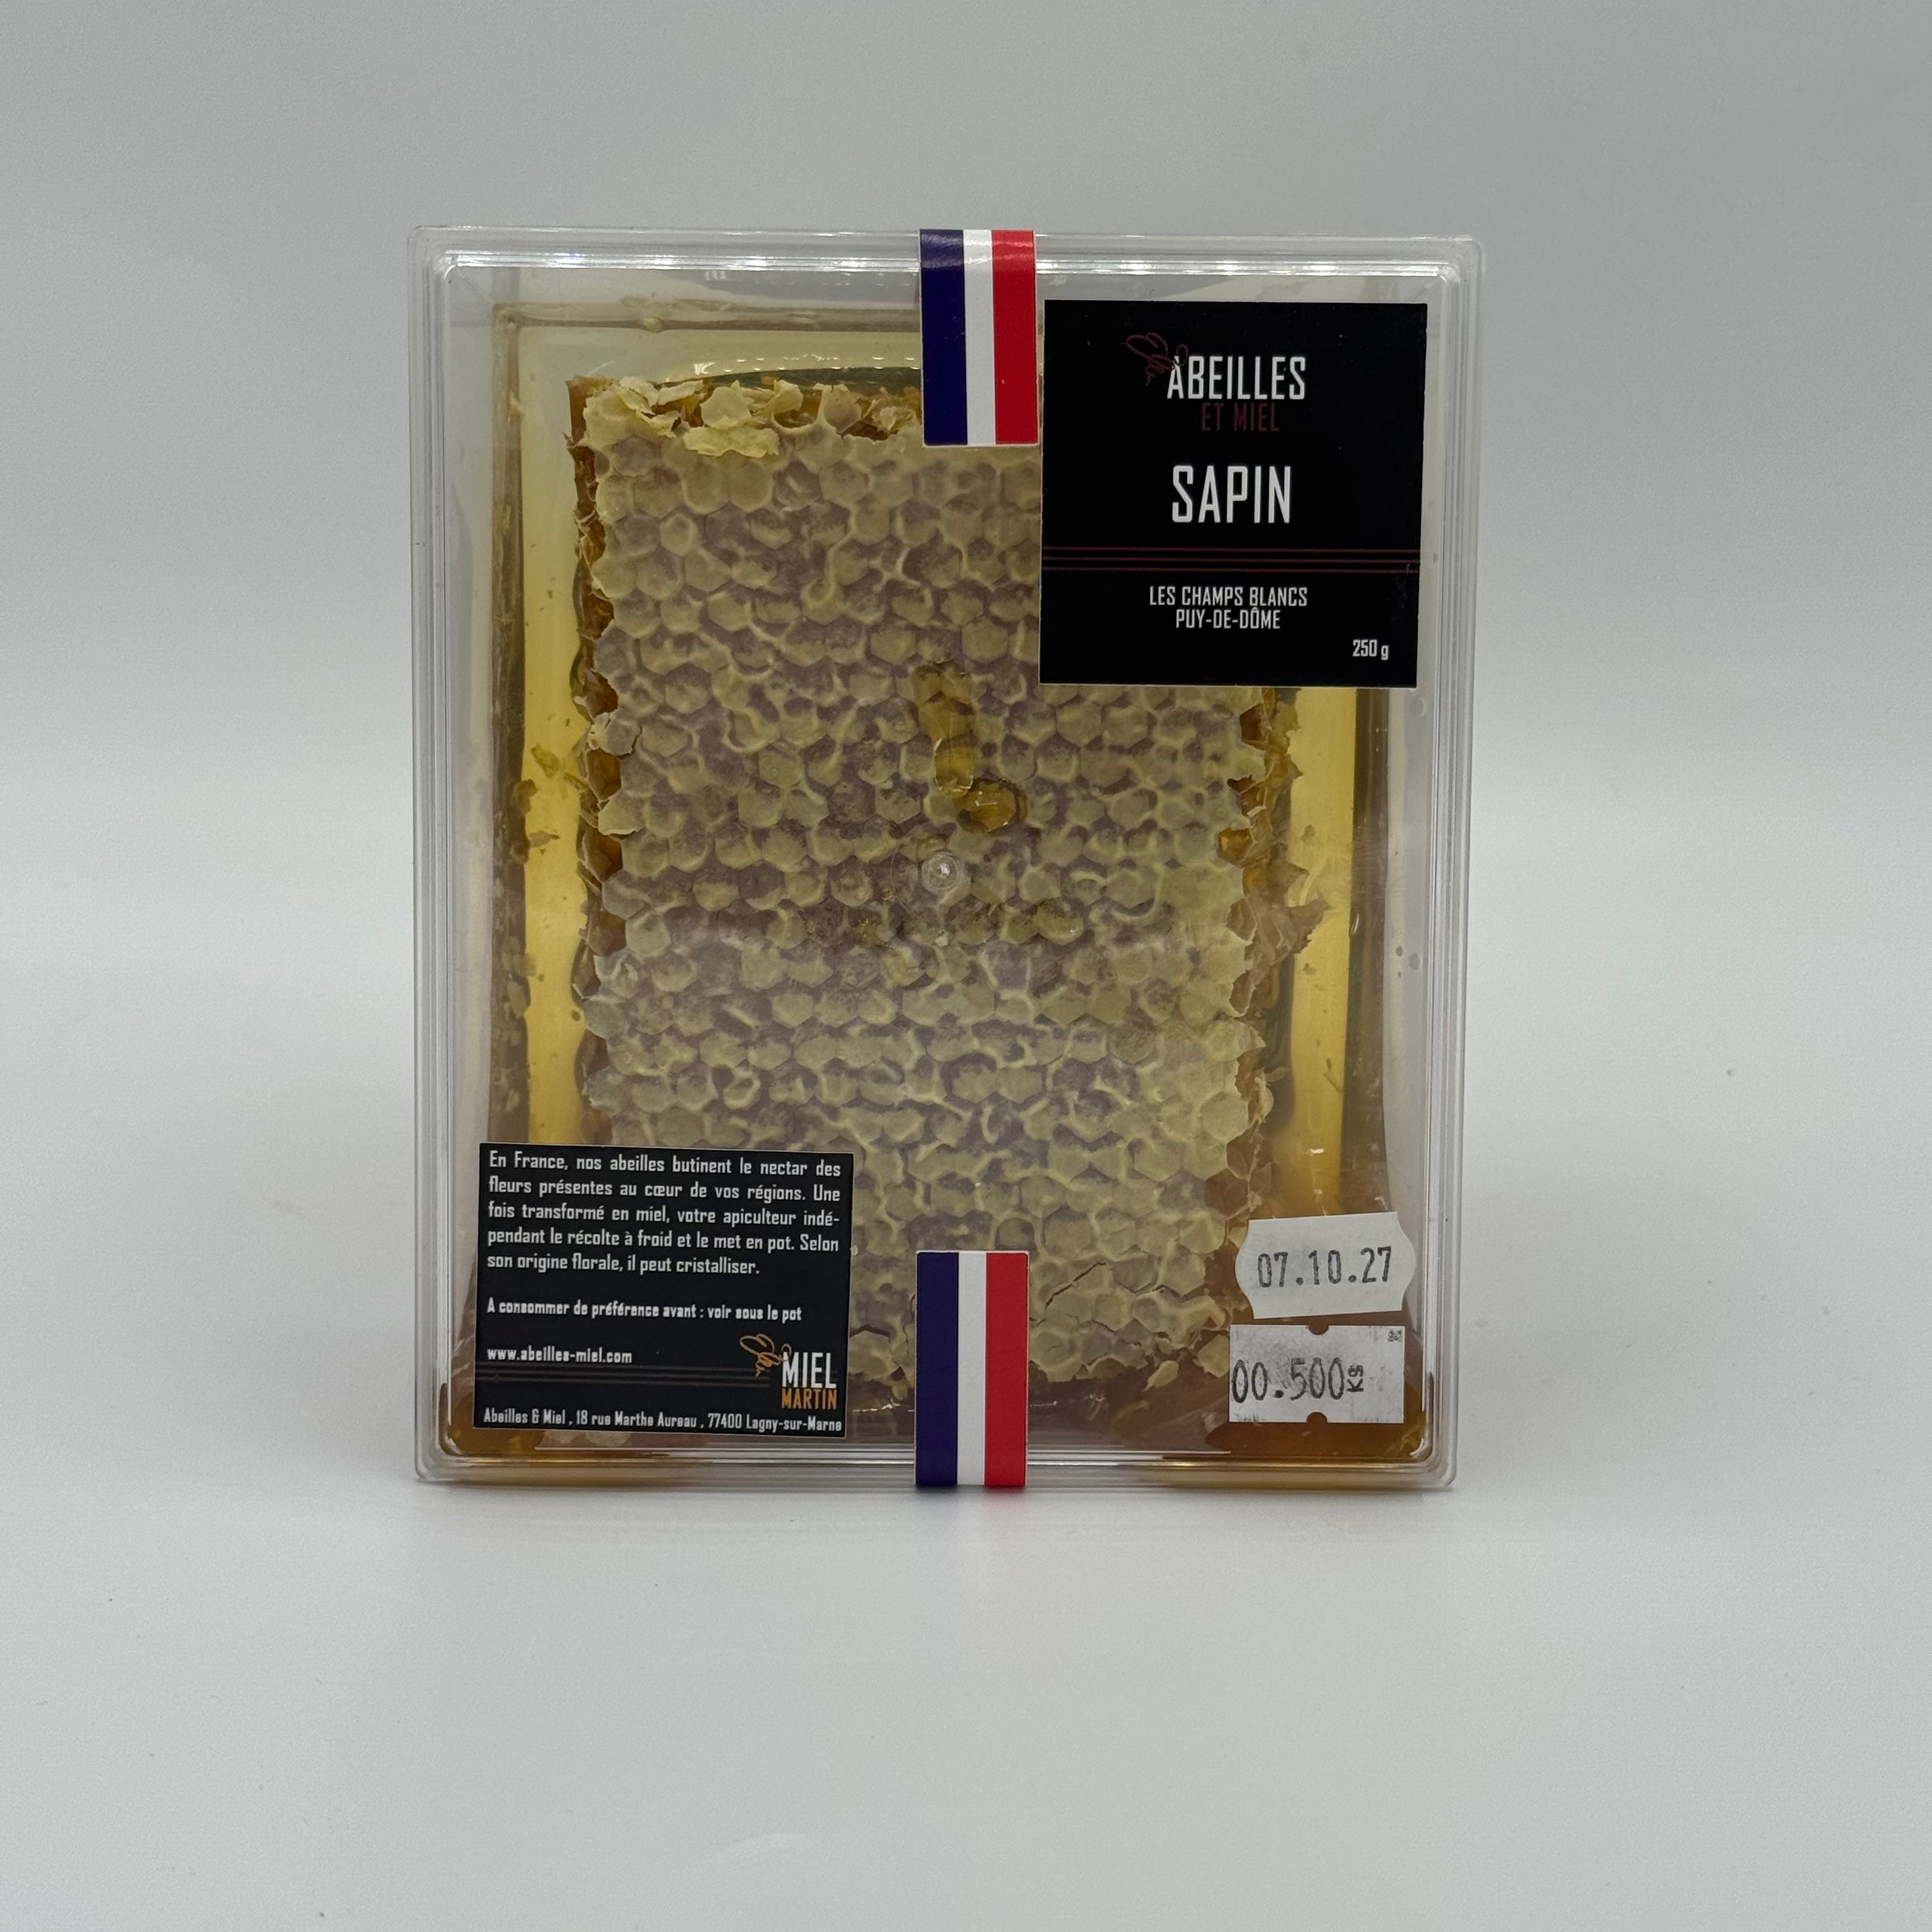 ABEILLES
ET MIEL
SAPIN
LES CHAMPS BLANCS
PUY-DE-DÔME
250 g
En France, nos abeilles butinent le nectar des
fleurs présentes au cœur de vos régions. Une
fois transformé en miel, votre apiculteur indé-
pendant le récolte à froid et le met en pot. Selon
son origine florale, il peut cristalliser.
A consommer de préférence avant : voir sous le pot
www.abeilles-miel.com
MIEL
MARTIN
Abeilles & Miel , 18 rue Marthe Aureau , 77400 Lagny-sur-Marne
07.10.27
00.500KG